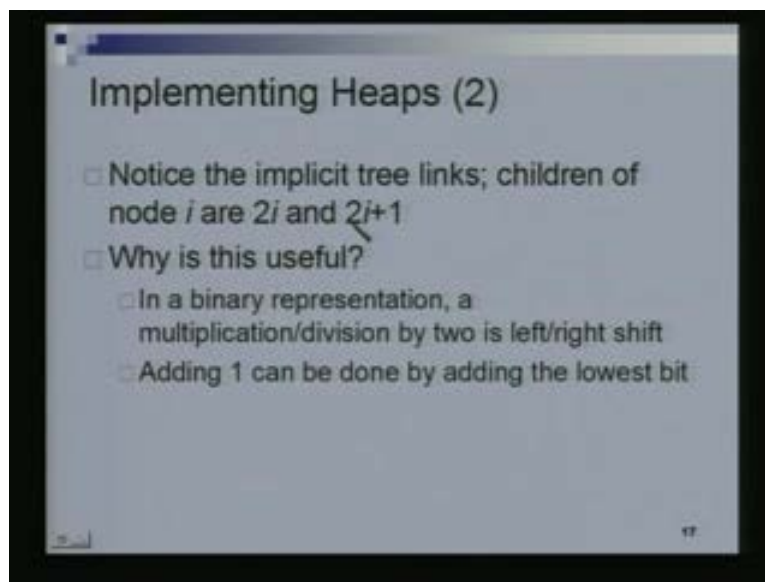 Implementing Heaps (2)
Notice the implicit tree links; children of
node i are 2i and 2i+1
Why is this useful?
In a binary representation, a
multiplication/division by two is left/right shift
Adding 1 can be done by adding the lowest bit
17